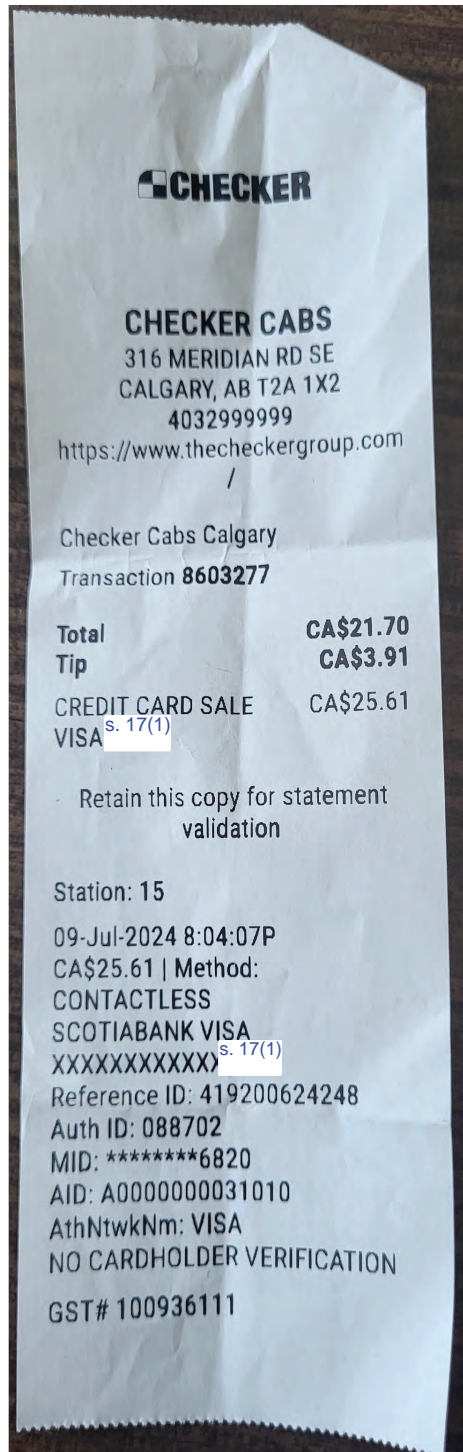 CHECKER
CHECKER CABS
316 MERIDIAN RD SE
CALGARY, AB T2A 1X2
4032999999
https://www.thecheckergroup.com
/
Checker Cabs Calgary
Transaction 8603277
Total CA$21.70
Tip CA$3.91
CREDIT CARD SALE CA$25.61
VISA s. 17(1)
Retain this copy for statement
validation
Station: 15
09-Jul-2024 8:04:07P
CA$25.61 | Method:
CONTACTLESS
SCOTIABANK VISA
XXXXXXXXXXXX s. 17(1)
Reference ID: 419200624248
Auth ID: 088702
MID: ********6820
AID: A0000000031010
AthNtwkNm: VISA
NO CARDHOLDER VERIFICATION
GST# 100936111